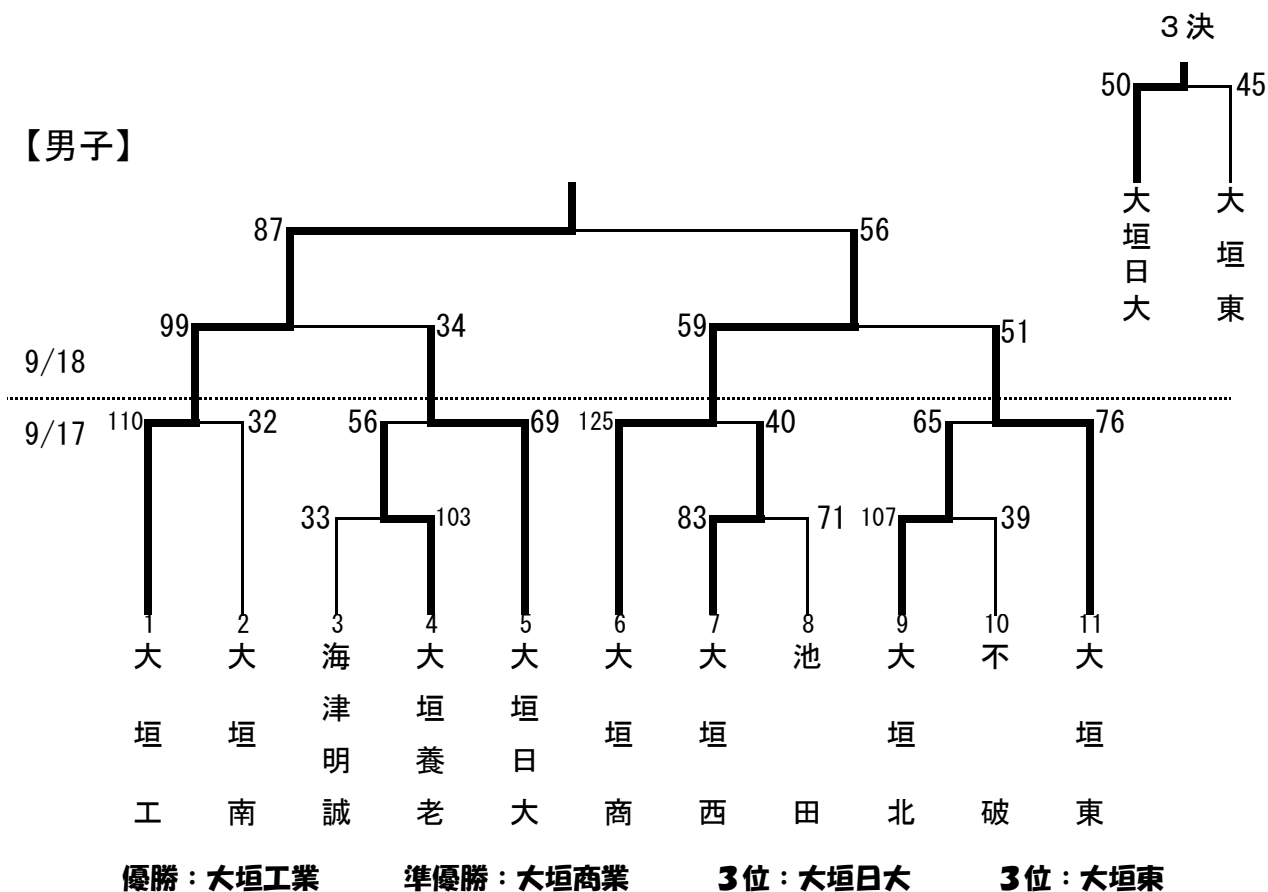 3決
50 45
【男子】
大垣日大 大垣東
87 56
99 34 59 51
9/18
9/17
110 32 56 69 125 40 65 76
33 103 83 71 107 39
1 2 3 4 5 6 7 8 9 10 11
大垣工 大垣南 海津明誠 大垣養老 大垣日大 大垣商 大垣西 池田 大垣北 不破 大垣東
優勝：大垣工業 準優勝：大垣商業 3位：大垣日大 3位：大垣東